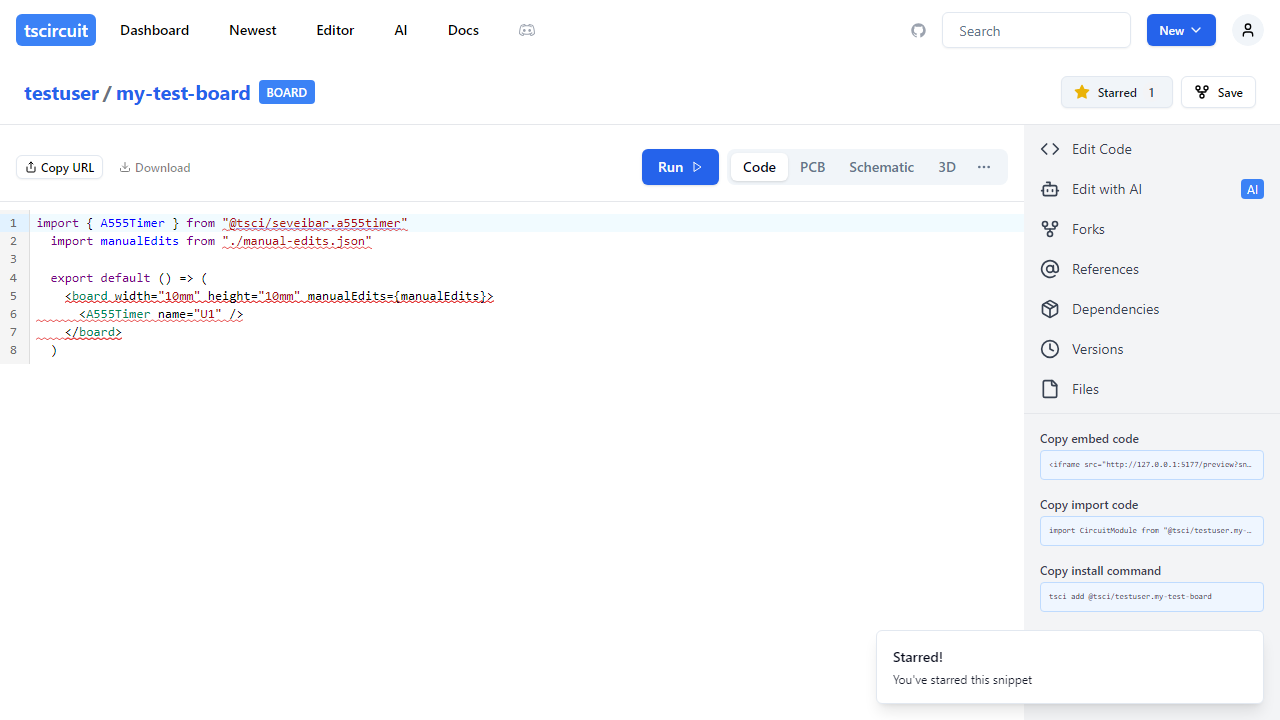 tscircuit Dashboard Newest Editor AI Docs Search New
testuser / my-test-board BOARD Starred 1 Save
Copy URL Download Run Code PCB Schematic 3D ...
1 import { A555Timer } from "@tsci/seveibar.a555timer"
2 import manualEdits from "./manual-edits.json"
3
4 export default () => (
5 <board width="10mm" height="10mm" manualEdits={manualEdits}>
6 <A555Timer name="U1" />
7 </board>
8 )
Edit Code
Edit with AI AI
Forks
References
Dependencies
Versions
Files
Copy embed code
<iframe src="http://127.0.0.1:5177/preview?sn…
Copy import code
import CircuitModule from "@tsci/testuser.my-…
Copy install command
tsci add @tsci/testuser.my-test-board
Starred!
You've starred this snippet